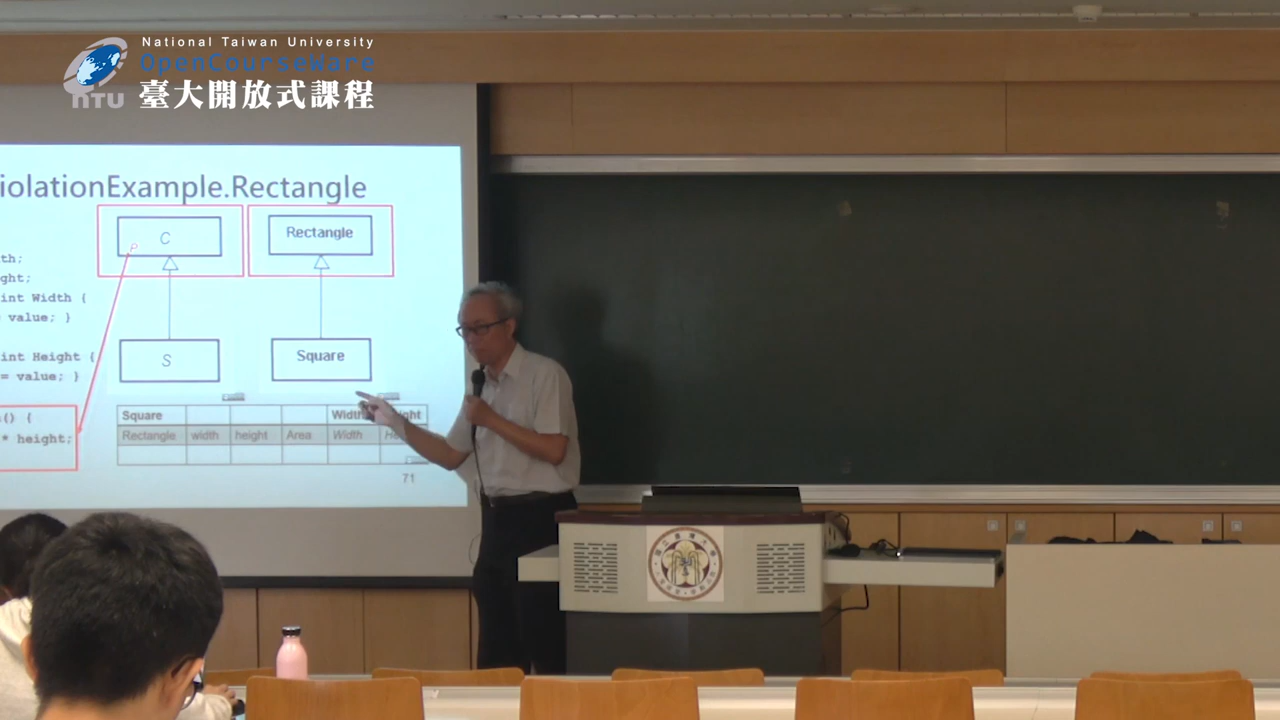 National Taiwan University
OpenCourseWare
臺大開放式課程
NTU
iolationExample.Rectangle
C
Rectangle
th;
ght;
int Width {
value; }
int Height {
= value; }
S
Square
() {
* height;
Square Width
Rectangle width height Area Width
71